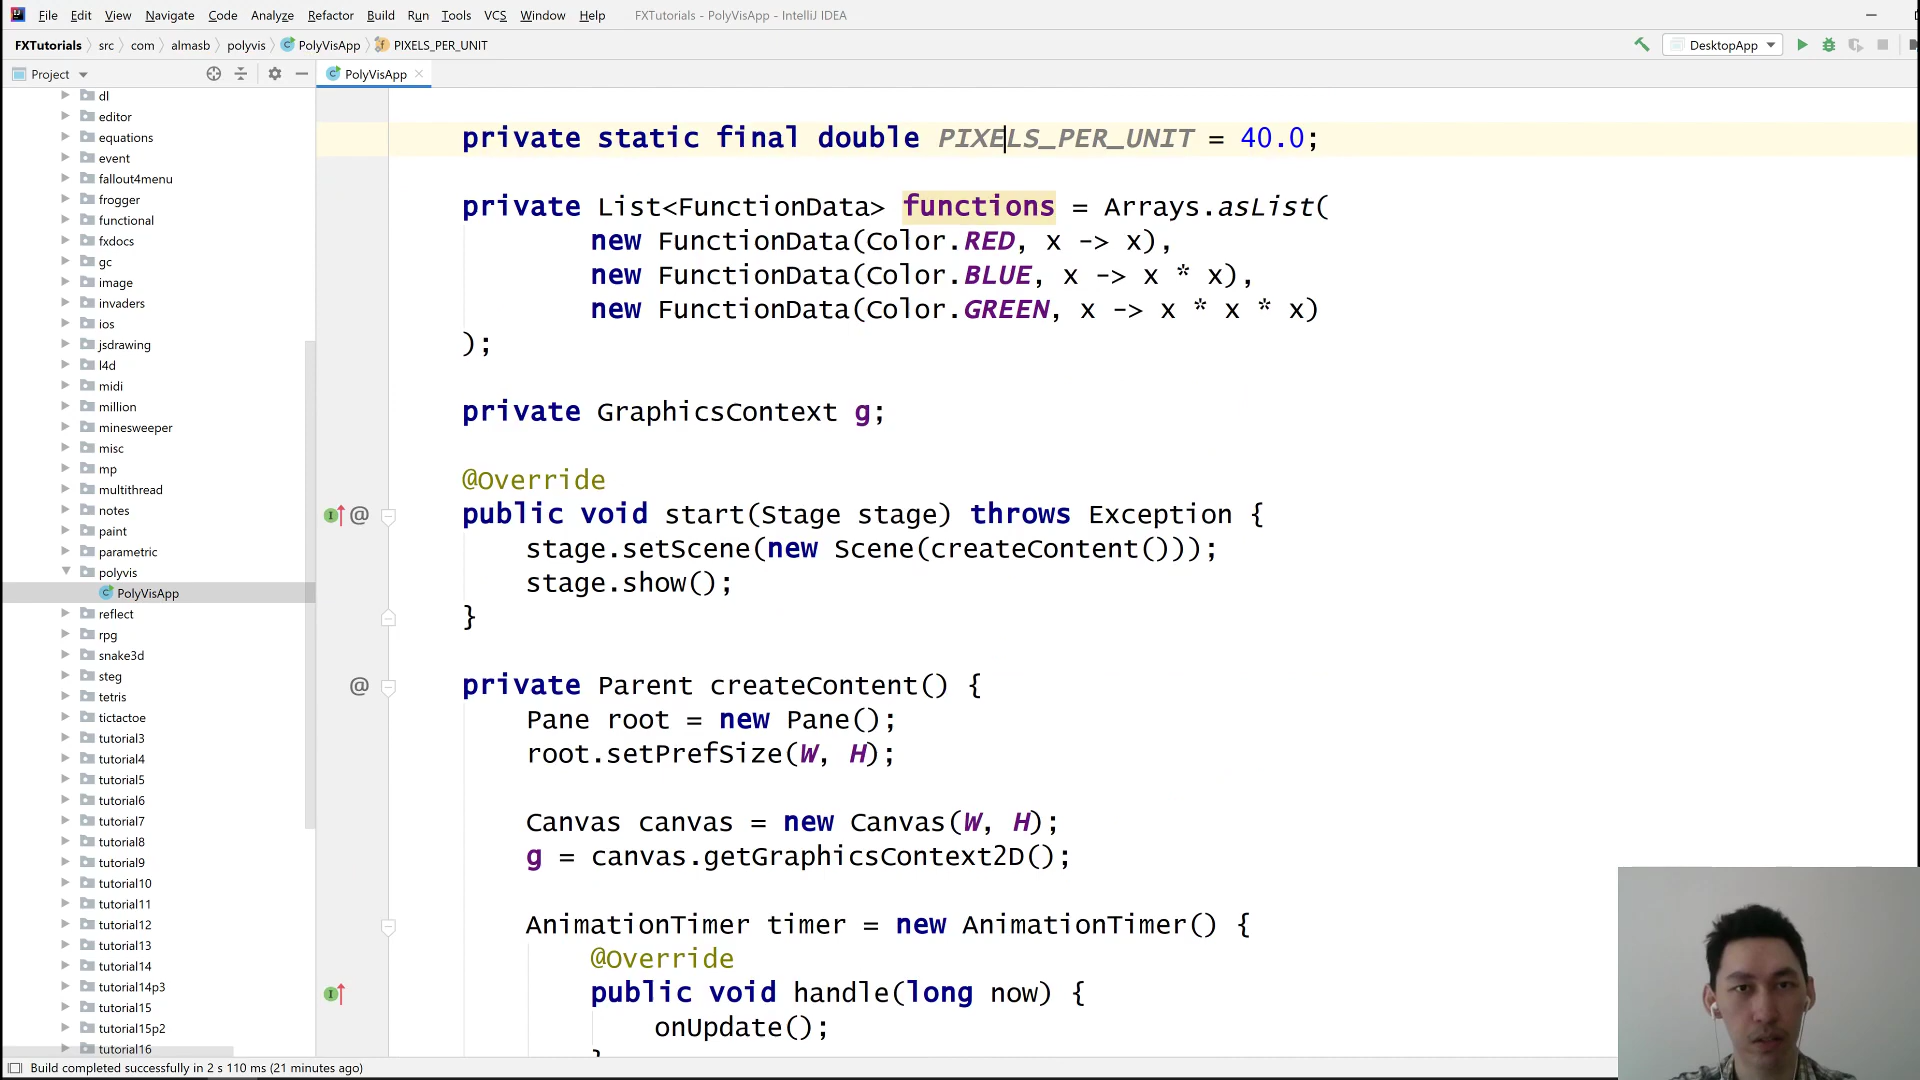 File Edit View Navigate Code Analyze Refactor Build Run Tools VCS Window Help FXTutorials - PolyVisApp - IntelliJ IDEA
FXTutorials src com almasb polyvis PolyVisApp PIXELS_PER_UNIT DesktopApp
Project PolyVisApp
dl
editor
equations
event
fallout4menu
frogger
functional
fxdocs
gc
image
invaders
ios
jsdrawing
l4d
midi
million
minesweeper
misc
mp
multithread
notes
paint
parametric
polyvis
PolyVisApp
reflect
rpg
snake3d
steg
tetris
tictactoe
tutorial3
tutorial4
tutorial5
tutorial6
tutorial7
tutorial8
tutorial9
tutorial10
tutorial11
tutorial12
tutorial13
tutorial14
tutorial14p3
tutorial15
tutorial15p2
tutorial16
private static final double PIXELS_PER_UNIT = 40.0;
private List<FunctionData> functions = Arrays.asList(
new FunctionData(Color.RED, x -> x),
new FunctionData(Color.BLUE, x -> x * x),
new FunctionData(Color.GREEN, x -> x * x * x)
);
private GraphicsContext g;
@Override
public void start(Stage stage) throws Exception {
stage.setScene(new Scene(createContent()));
stage.show();
}
private Parent createContent() {
Pane root = new Pane();
root.setPrefSize(W, H);
Canvas canvas = new Canvas(W, H);
g = canvas.getGraphicsContext2D();
AnimationTimer timer = new AnimationTimer() {
@Override
public void handle(long now) {
onUpdate();
}
Build completed successfully in 2 s 110 ms (21 minutes ago)